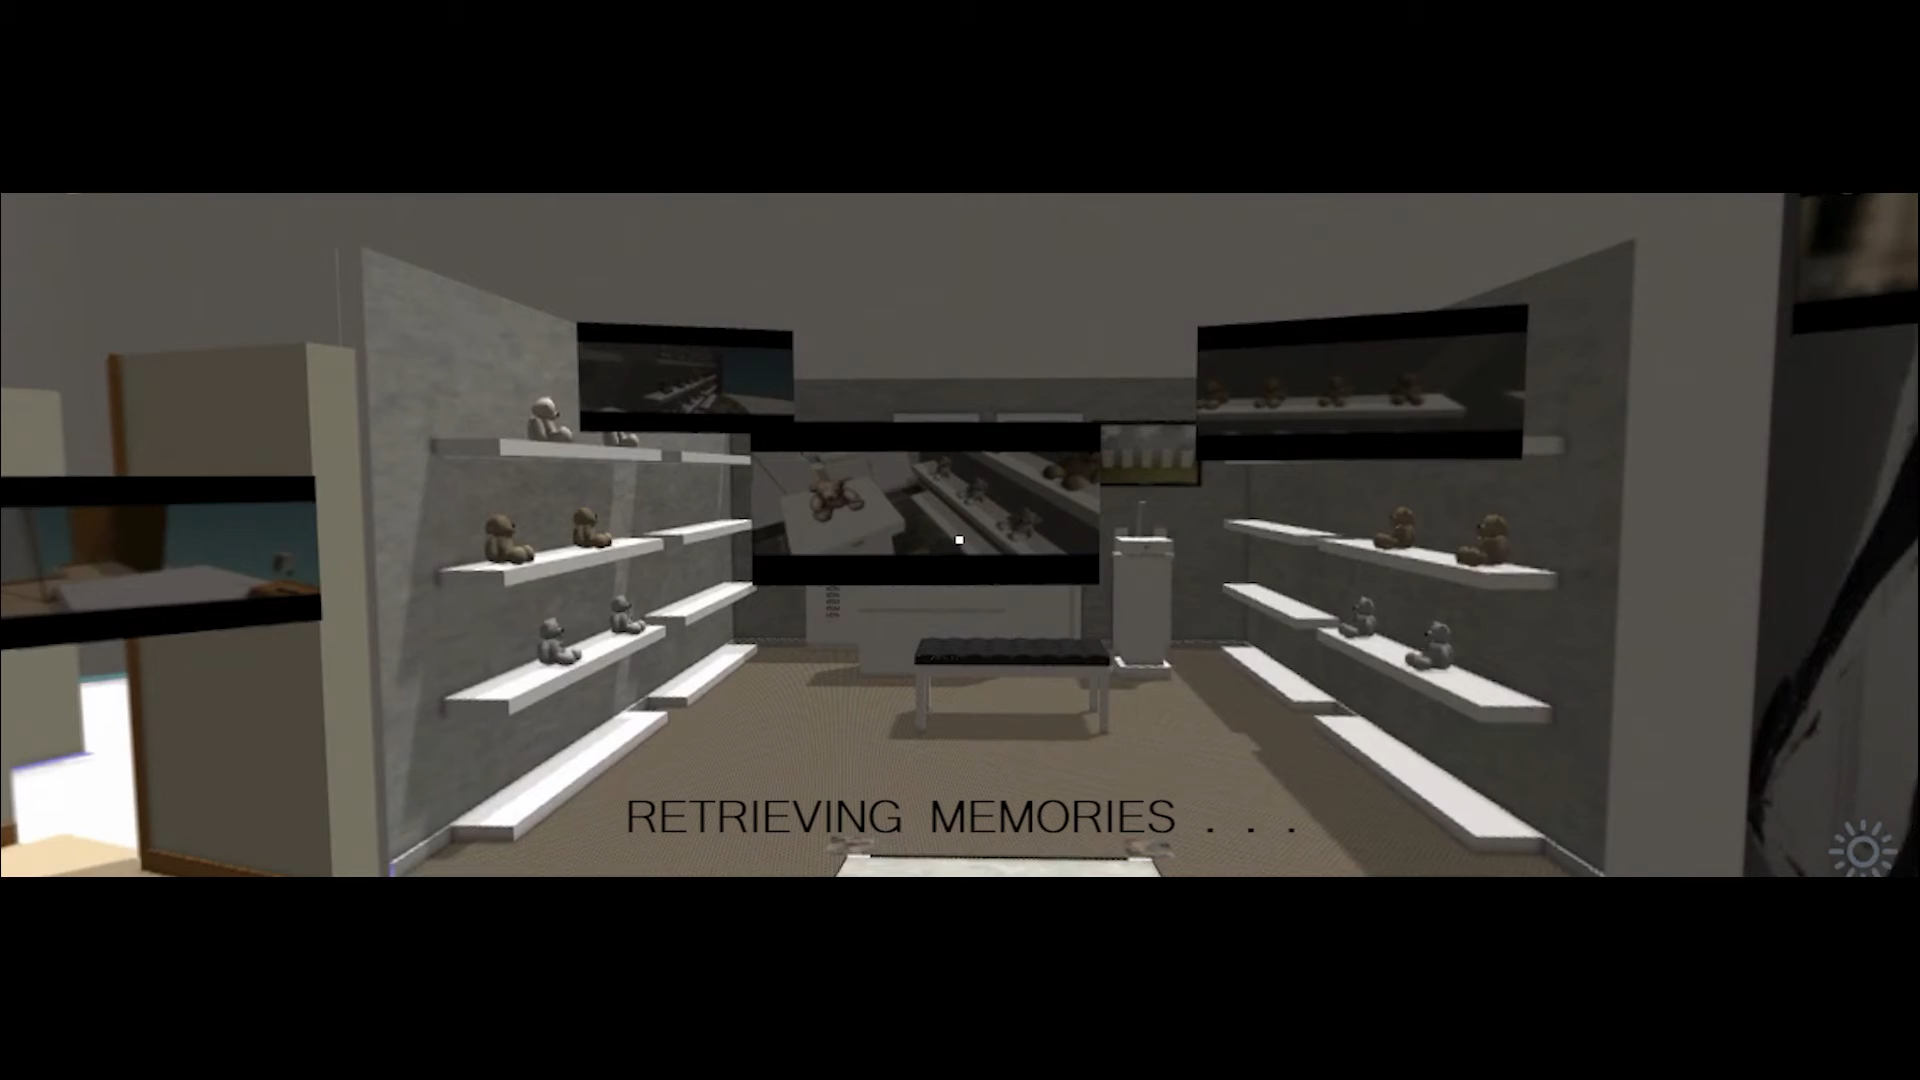 RETRIEVING MEMORIES . . .